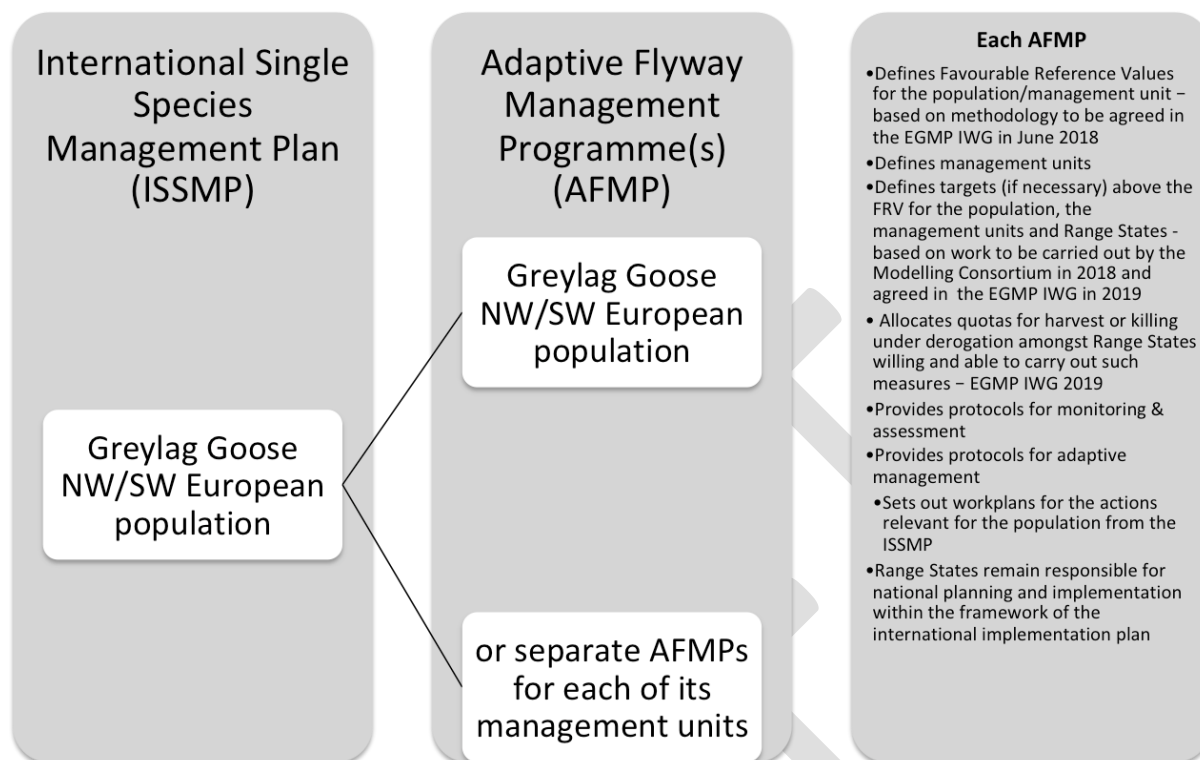 International Single
Species
Management Plan
(ISSMP)
Greylag Goose
NW/SW European
population
Adaptive Flyway
Management
Programme(s)
(AFMP)
Greylag Goose
NW/SW European
population
or separate AFMPs
for each of its
management units
Each AFMP
•Defines Favourable Reference Values
for the population/management unit –
based on methodology to be agreed in
the EGMP IWG in June 2018
•Defines management units
•Defines targets (if necessary) above the
FRV for the population, the
management units and Range States -
based on work to be carried out by the
Modelling Consortium in 2018 and
agreed in  the EGMP IWG in 2019
• Allocates quotas for harvest or killing
under derogation amongst Range States
willing and able to carry out such
measures – EGMP IWG 2019
•Provides protocols for monitoring &
assessment
•Provides protocols for adaptive
management
•Sets out workplans for the actions
relevant for the population from the
ISSMP
•Range States remain responsible for
national planning and implementation
within the framework of the
international implementation plan